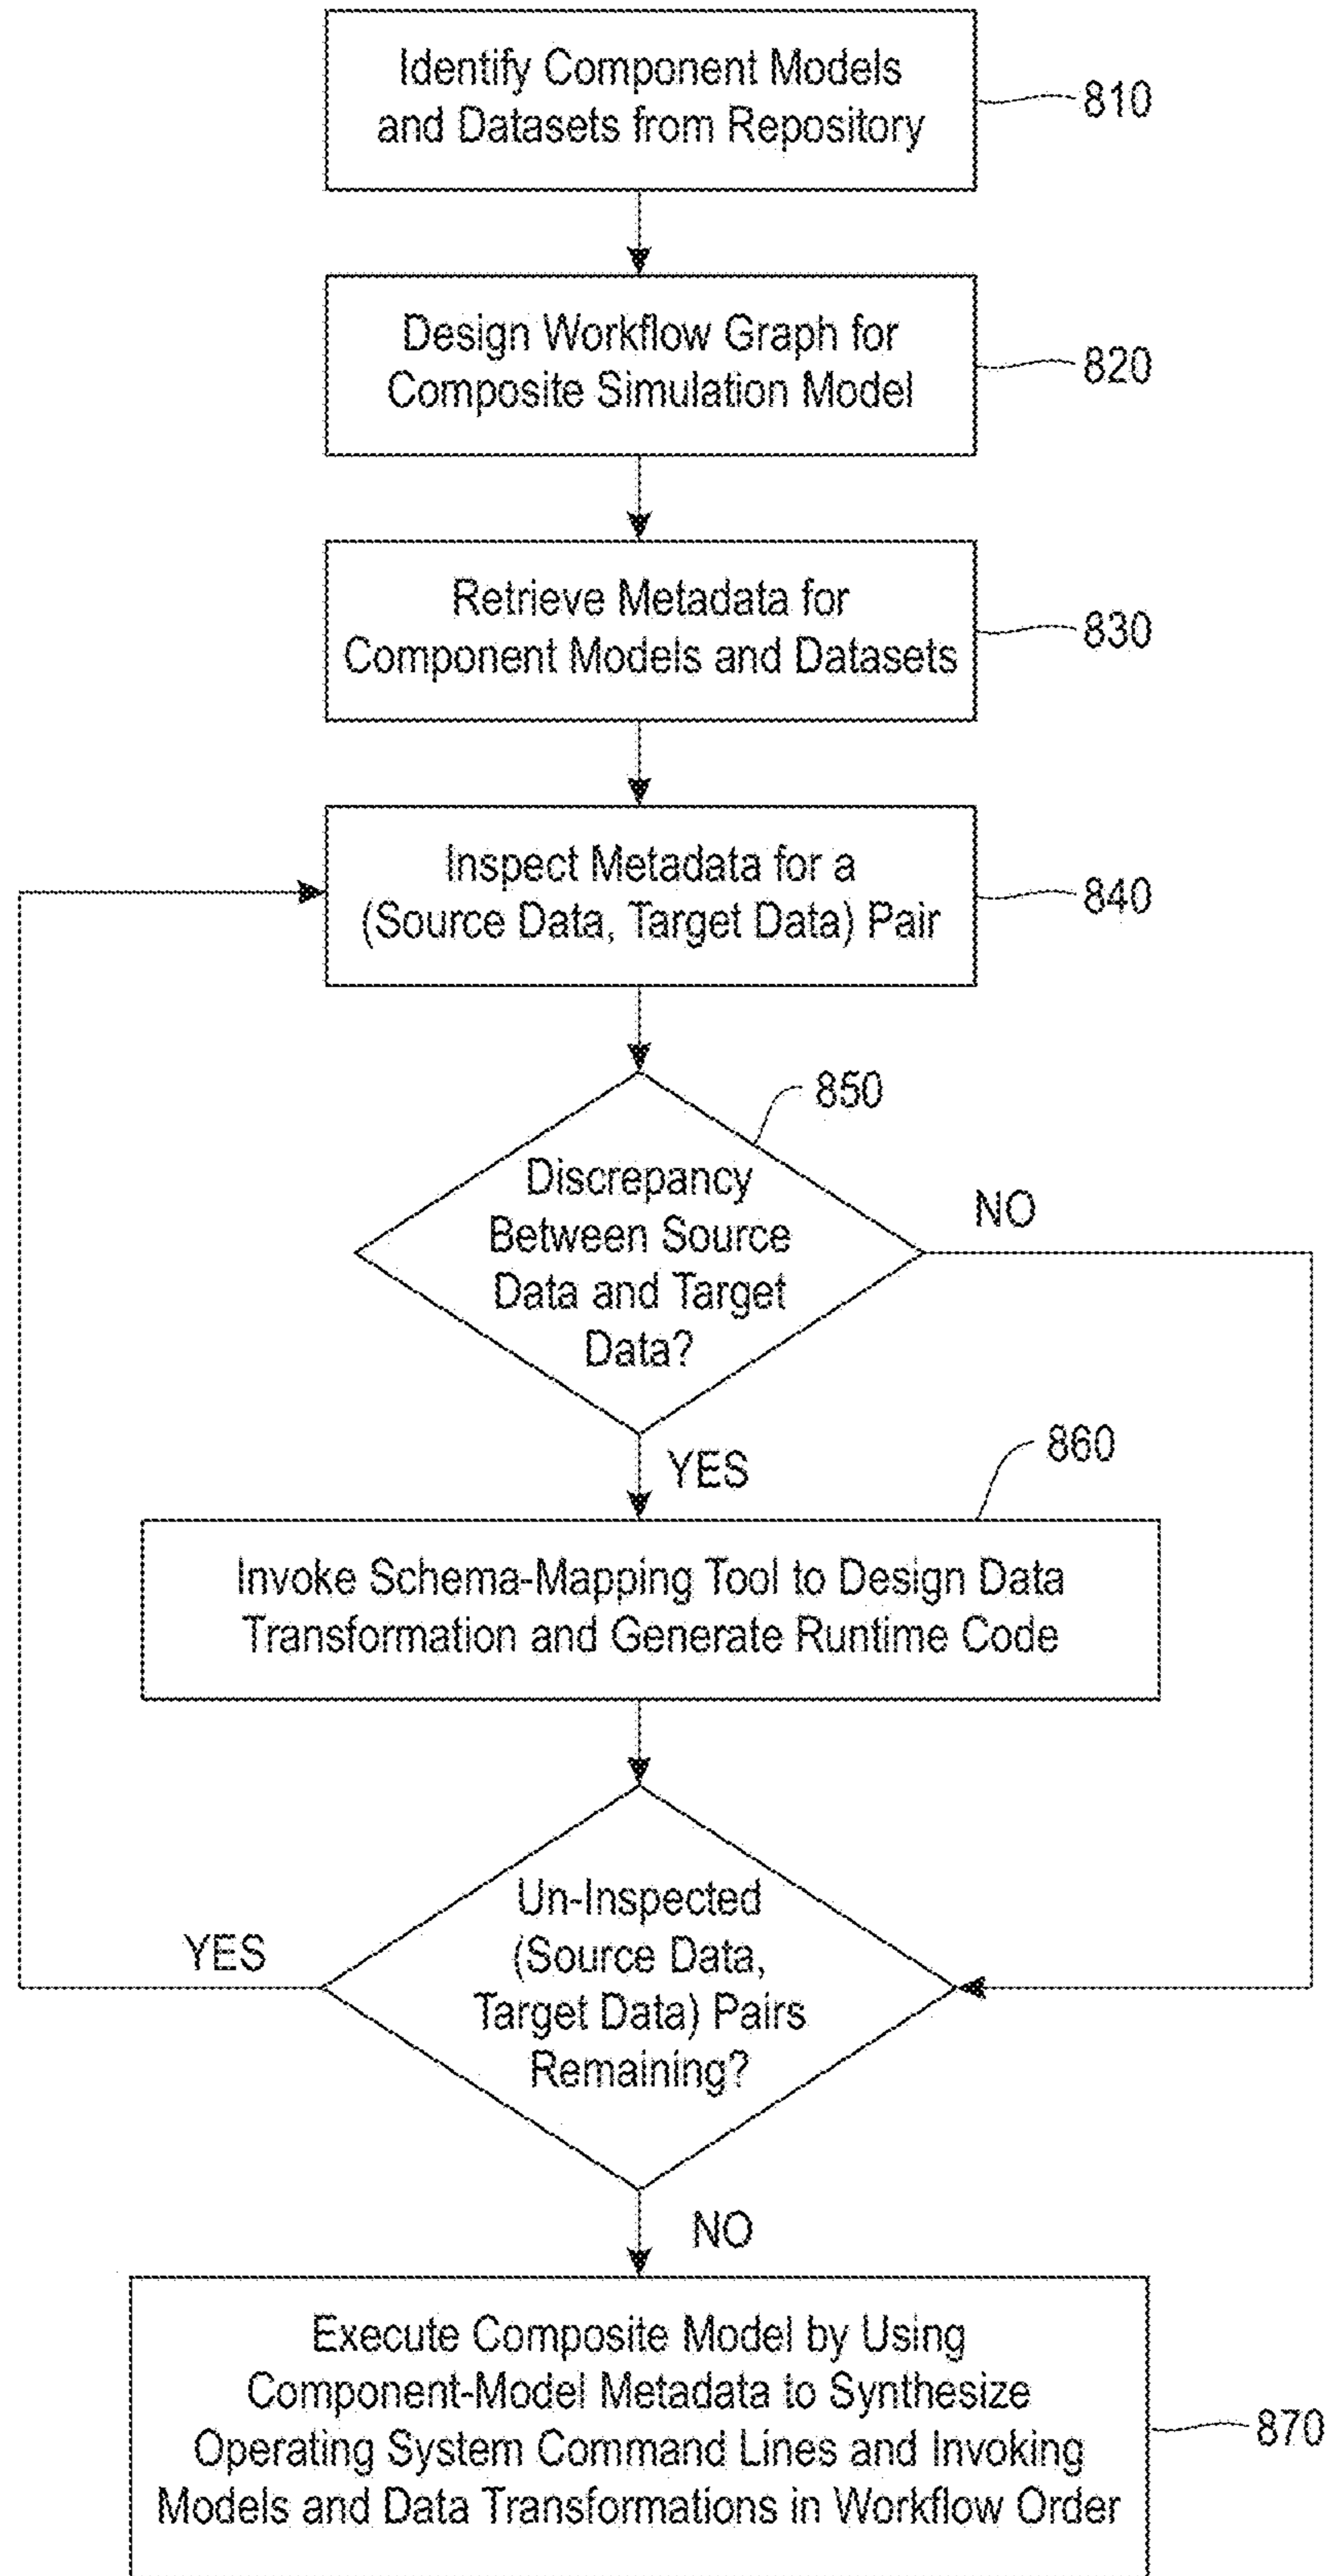 Identify Component Models
and Datasets from Repository
810
Design Workflow Graph for
Composite Simulation Model
820
Retrieve Metadata for
Component Models and Datasets
830
Inspect Metadata for a
(Source Data, Target Data) Pair
840
850
Discrepancy
Between Source
Data and Target
Data?
NO
YES
860
Invoke Schema-Mapping Tool to Design Data
Transformation and Generate Runtime Code
Un-Inspected
(Source Data,
Target Data) Pairs
Remaining?
YES
NO
Execute Composite Model by Using
Component-Model Metadata to Synthesize
Operating System Command Lines and Invoking
Models and Data Transformations in Workflow Order
870